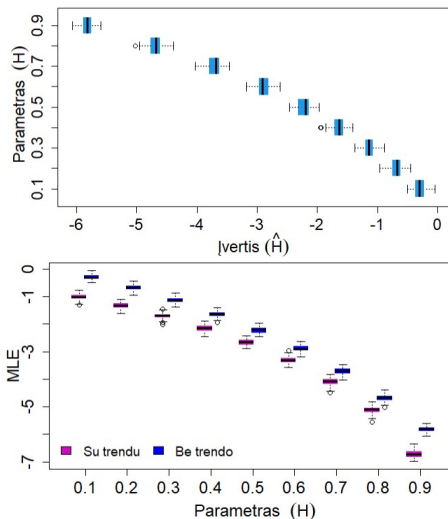 Parametras (H)
0.9
0.7
0.5
0.3
0.1
-6 -5 -4 -3 -2 -1 0
Įvertis (Ĥ)
MLE
0
-1
-3
-5
-7
Su trendu Be trendo
0.1 0.2 0.3 0.4 0.5 0.6 0.7 0.8 0.9
Parametras (H)